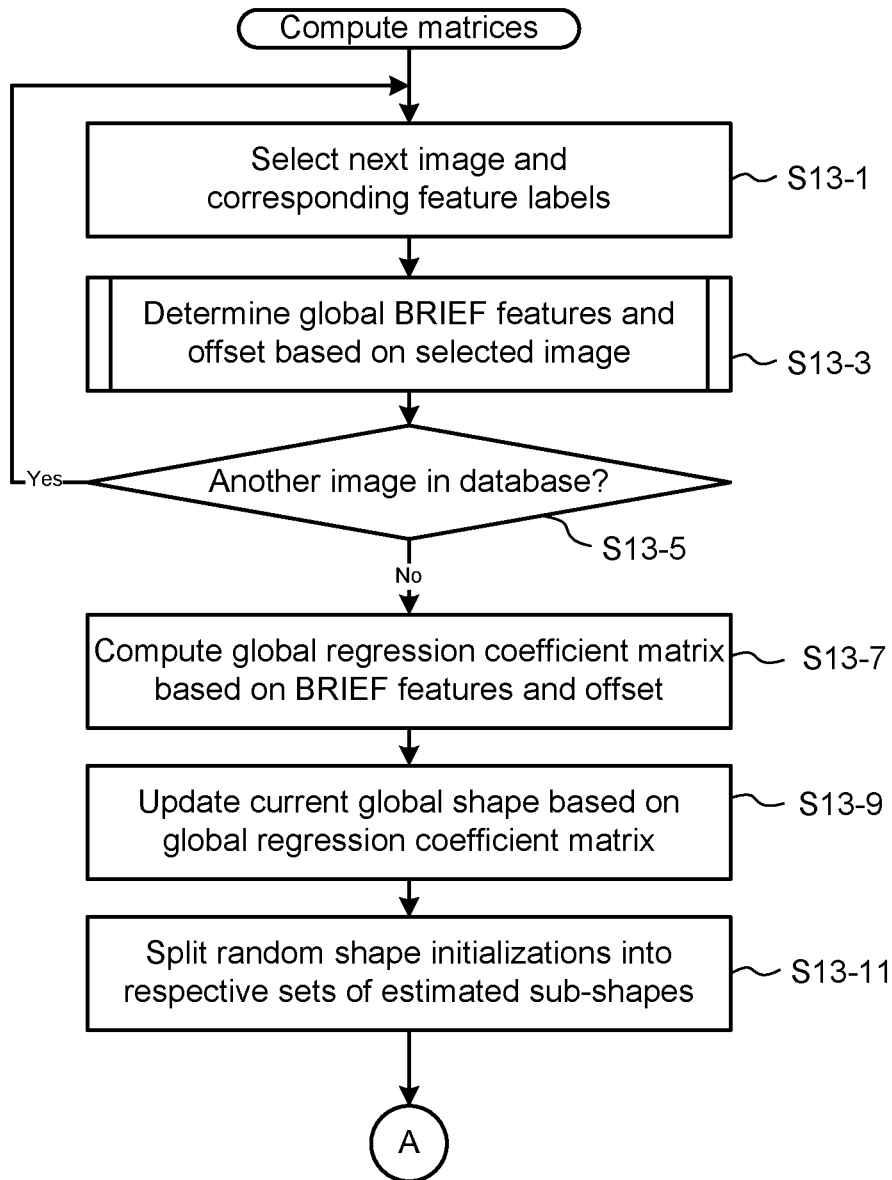 Compute matrices
Select next image and
corresponding feature labels
S13-1
Determine global BRIEF features and
offset based on selected image
S13-3
Another image in database?
Yes
S13-5
No
Compute global regression coefficient matrix
based on BRIEF features and offset
S13-7
Update current global shape based on
global regression coefficient matrix
S13-9
Split random shape initializations into
respective sets of estimated sub-shapes
S13-11
A